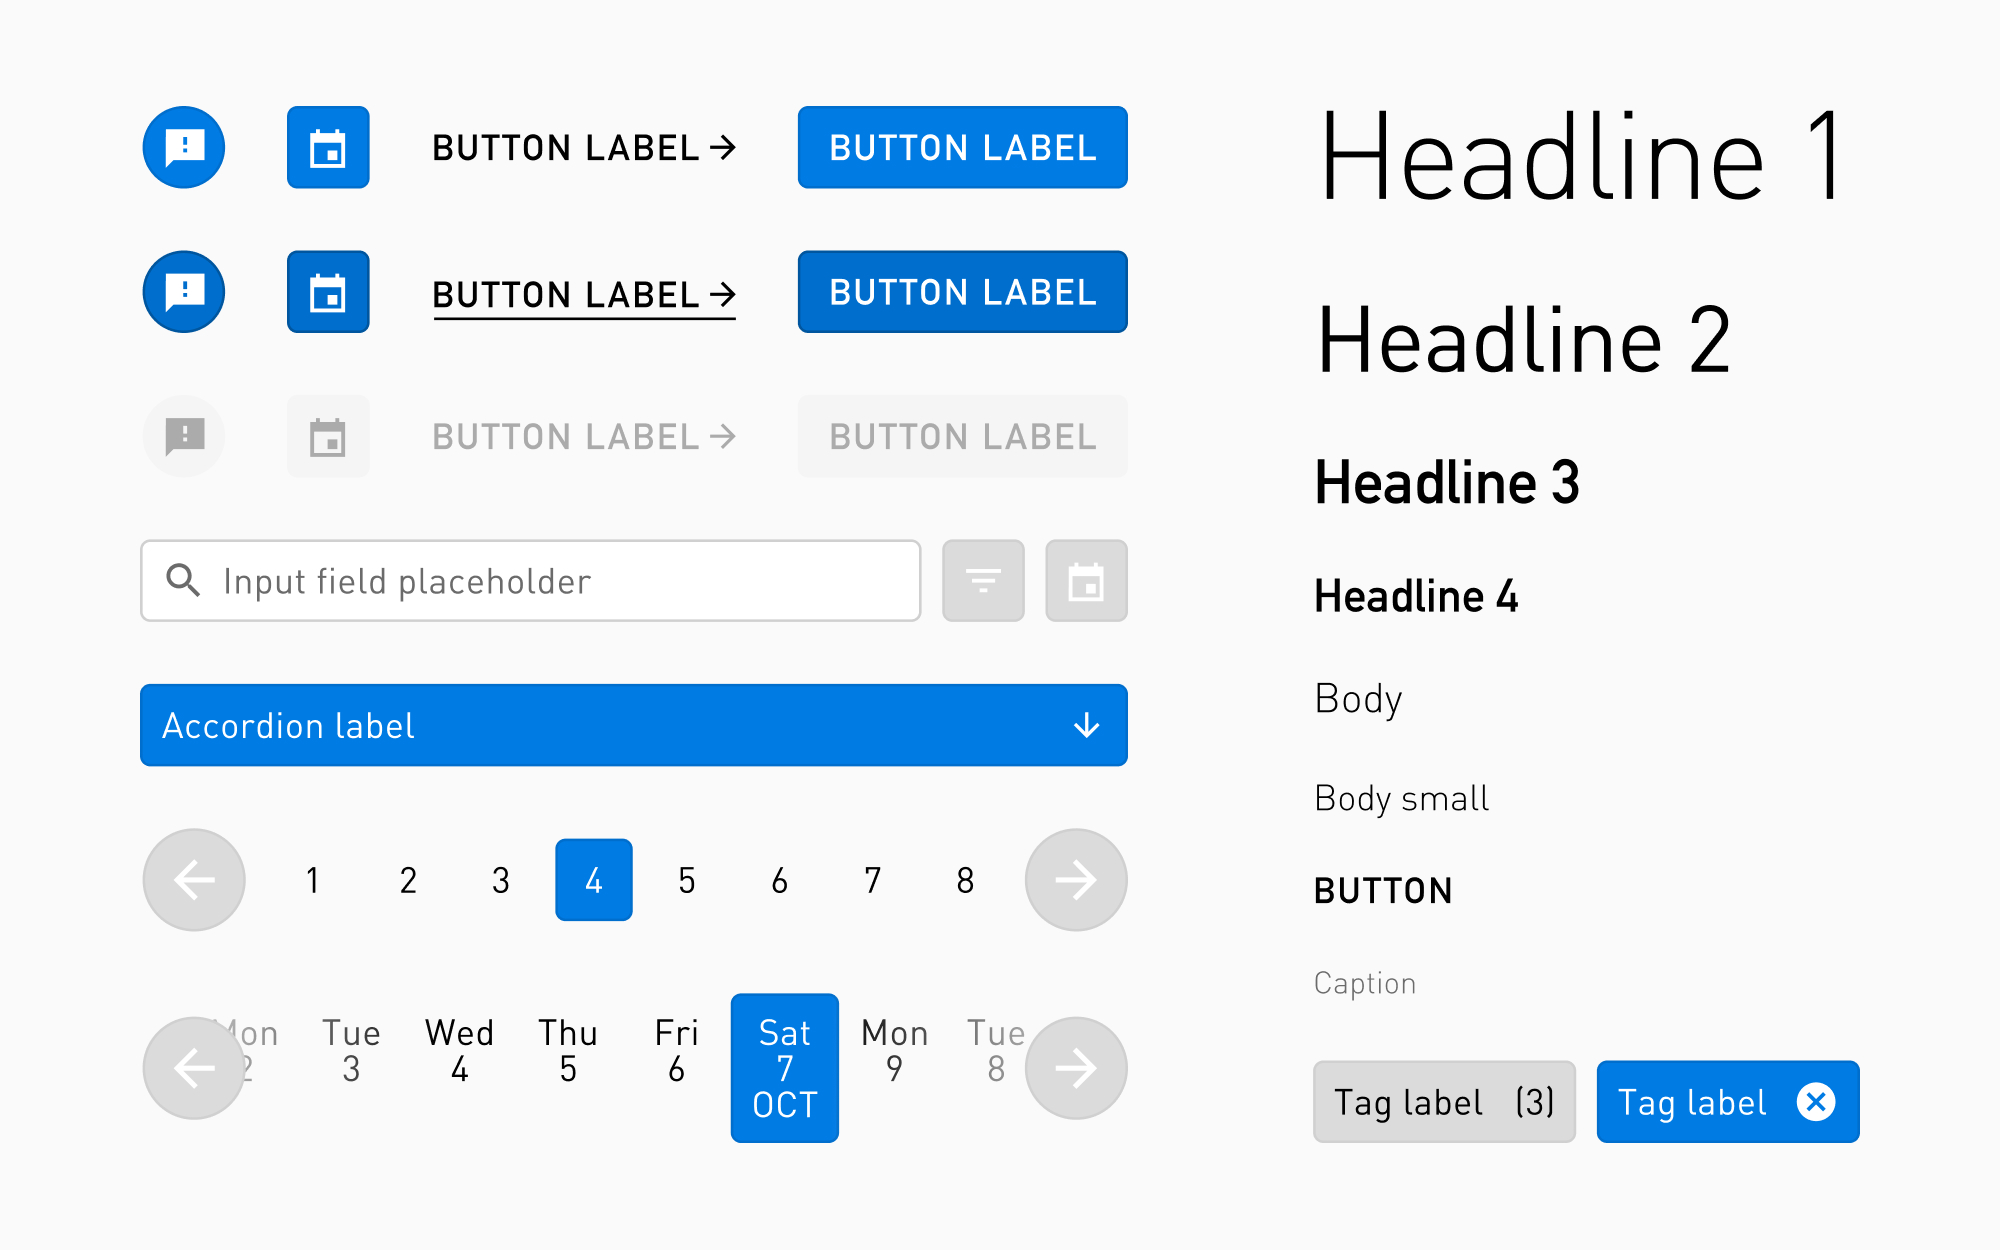 BUTTON LABEL → BUTTON LABEL
BUTTON LABEL → BUTTON LABEL
BUTTON LABEL → BUTTON LABEL
Input field placeholder
Accordion label
1 2 3 4 5 6 7 8
Mon Tue Wed Thu Fri Sat Mon Tue
2 3 4 5 6 7 9 8
OCT
Headline 1
Headline 2
Headline 3
Headline 4
Body
Body small
BUTTON
Caption
Tag label (3) Tag label